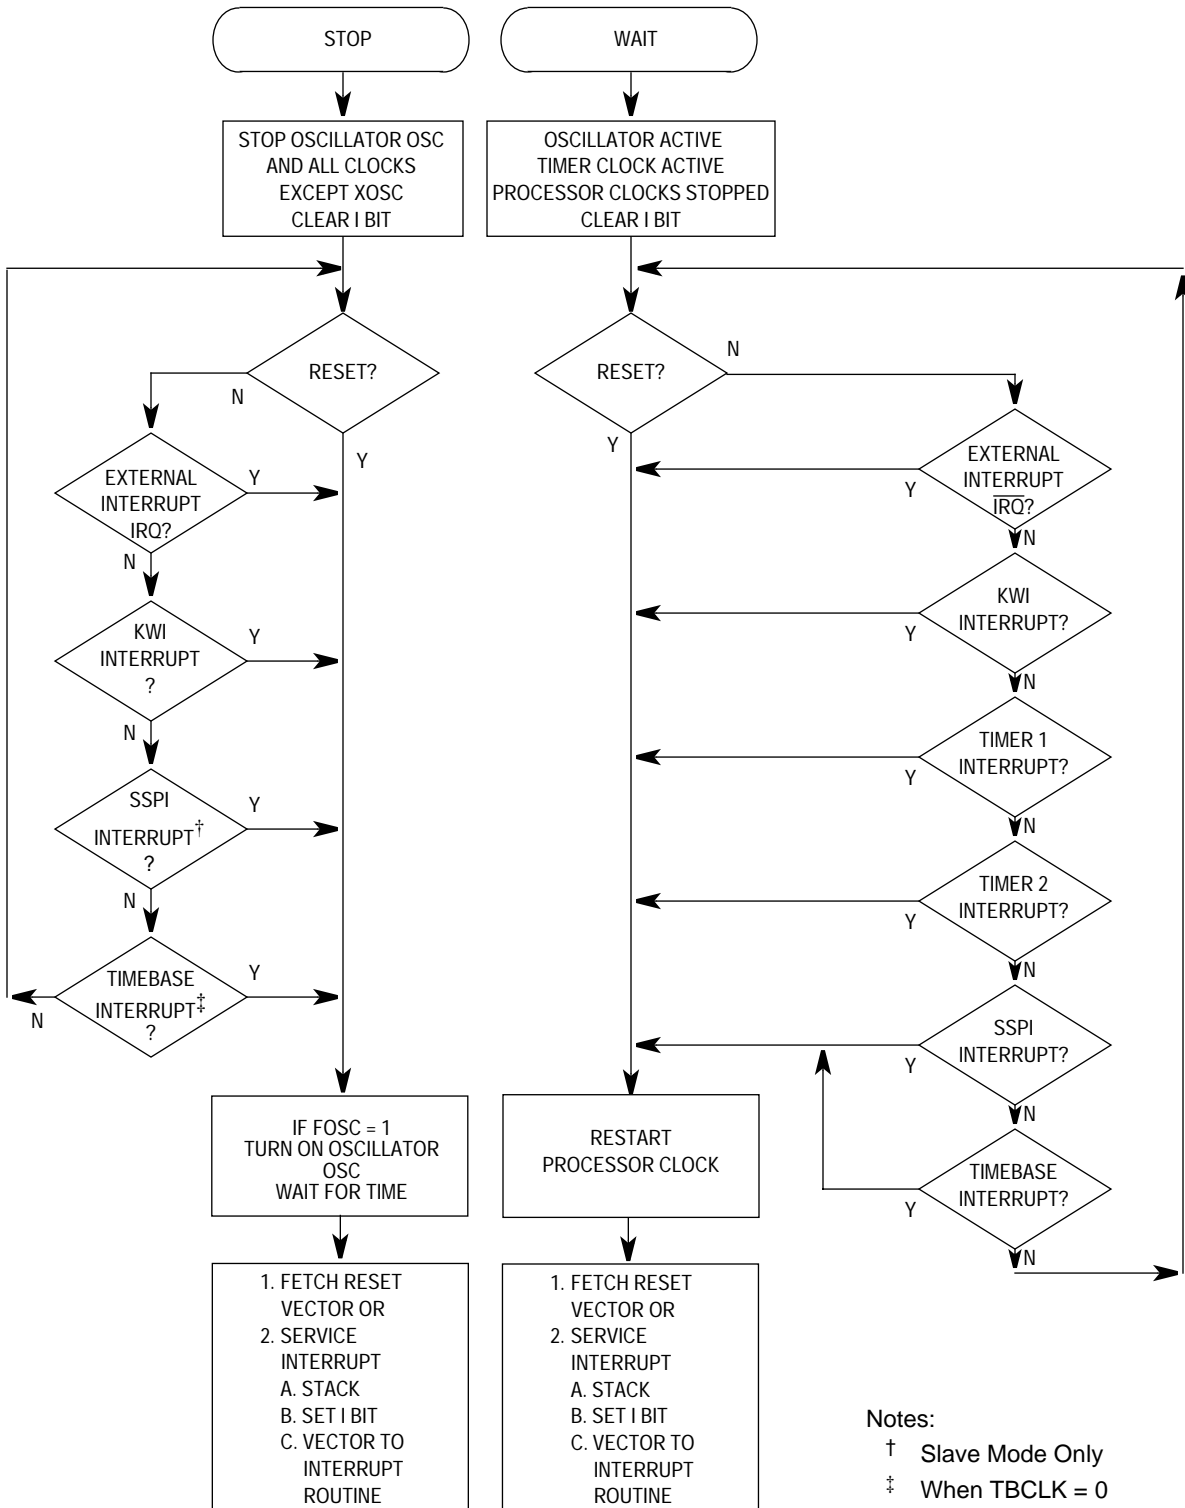 STOP
STOP OSCILLATOR OSC
AND ALL CLOCKS
EXCEPT XOSC
CLEAR I BIT
RESET?
N
Y
EXTERNAL
INTERRUPT
IRQ?
Y
N
KWI
INTERRUPT
?
Y
N
SSPI
INTERRUPT†
?
Y
N
TIMEBASE
INTERRUPT‡
?
Y
N
IF FOSC = 1
TURN ON OSCILLATOR
OSC
WAIT FOR TIME
1. FETCH RESET
VECTOR OR
2. SERVICE
INTERRUPT
A. STACK
B. SET I BIT
C. VECTOR TO
INTERRUPT
ROUTINE
WAIT
OSCILLATOR ACTIVE
TIMER CLOCK ACTIVE
PROCESSOR CLOCKS STOPPED
CLEAR I BIT
RESET?
N
Y
EXTERNAL
INTERRUPT
I̅R̅Q̅?
Y
N
KWI
INTERRUPT?
Y
N
TIMER 1
INTERRUPT?
Y
N
TIMER 2
INTERRUPT?
Y
N
SSPI
INTERRUPT?
Y
N
TIMEBASE
INTERRUPT?
Y
N
RESTART
PROCESSOR CLOCK
1. FETCH RESET
VECTOR OR
2. SERVICE
INTERRUPT
A. STACK
B. SET I BIT
C. VECTOR TO
INTERRUPT
ROUTINE
Notes:
† Slave Mode Only
‡ When TBCLK = 0